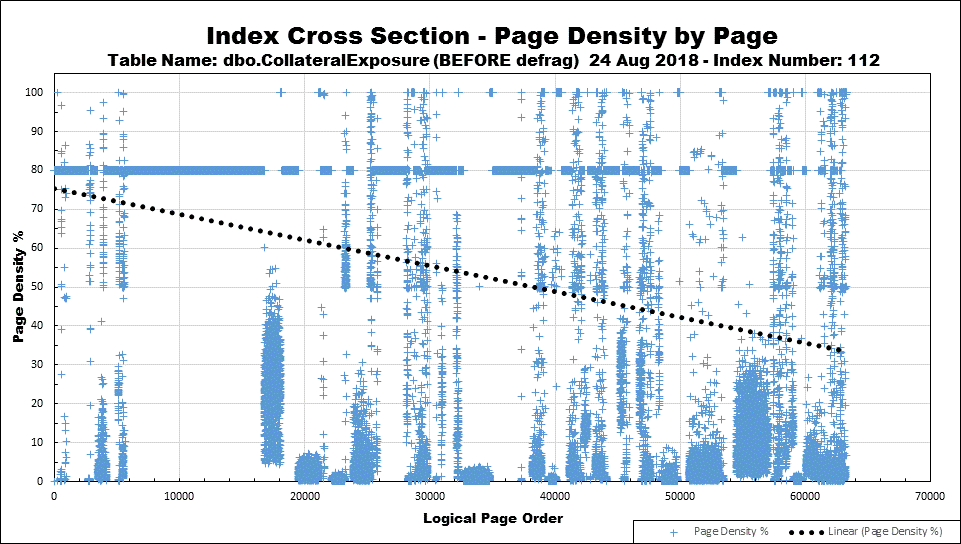 Index Cross Section - Page Density by Page
Table Name: dbo.CollateralExposure (BEFORE defrag) 24 Aug 2018 - Index Number: 112
Page Density %
100
90
80
70
60
50
40
30
20
10
0
0 10000 20000 30000 40000 50000 60000 70000
Logical Page Order
Page Density % Linear (Page Density %)